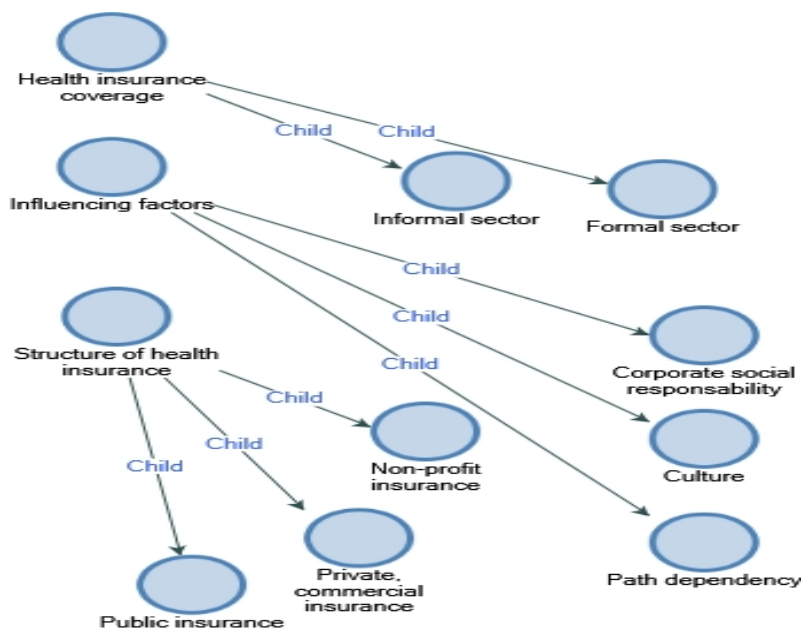 Health insurance
coverage
Child
Child
Influencing factors
Informal sector
Formal sector
Child
Child
Structure of health
insurance
Child
Corporate social
responsability
Child
Child
Child
Non-profit
insurance
Culture
Private,
commercial
insurance
Path dependency
Public insurance